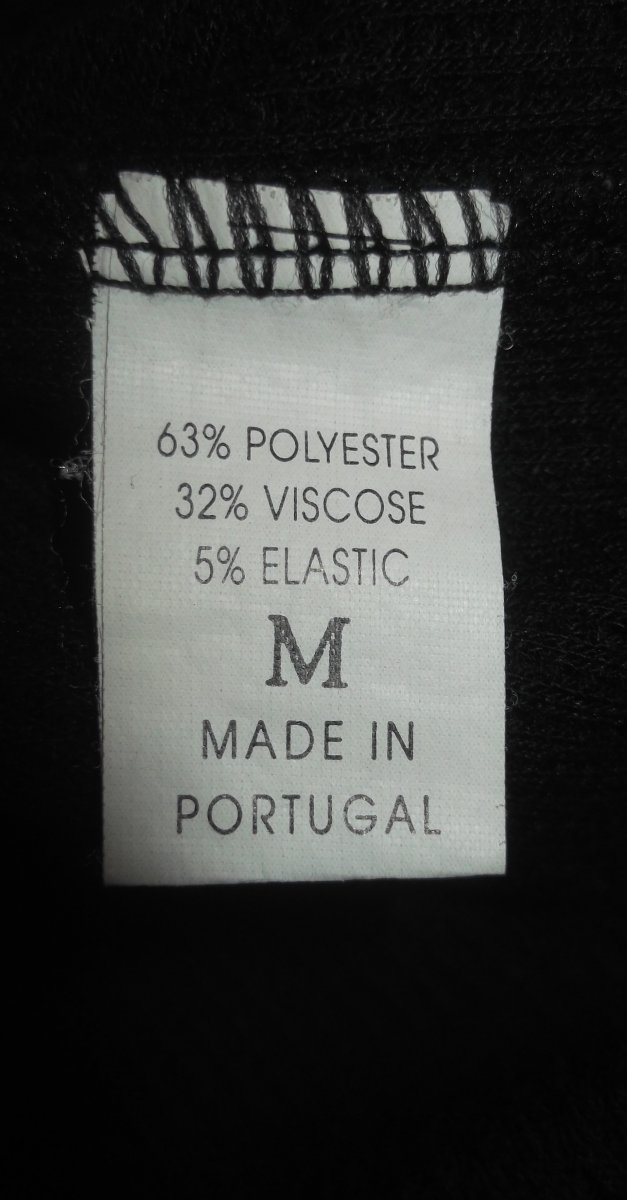 63% POLYESTER
32% VISCOSE
5% ELASTIC
M
MADE IN
PORTUGAL